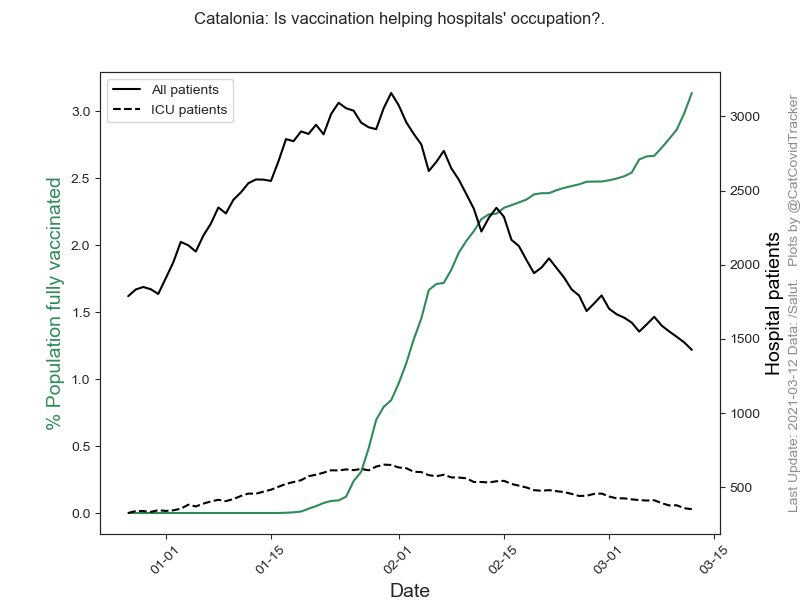 Catalonia: Is vaccination helping hospitals' occupation?.
All patients
ICU patients
% Population fully vaccinated
3.0
2.5
2.0
1.5
1.0
0.5
0.0
3000
2500
2000
1500
1000
500
Hospital patients
Last Update: 2021-03-12 Data: /Salut. Plots by @CatCovidTracker
01-01
01-15
02-01
02-15
03-01
03-15
Date